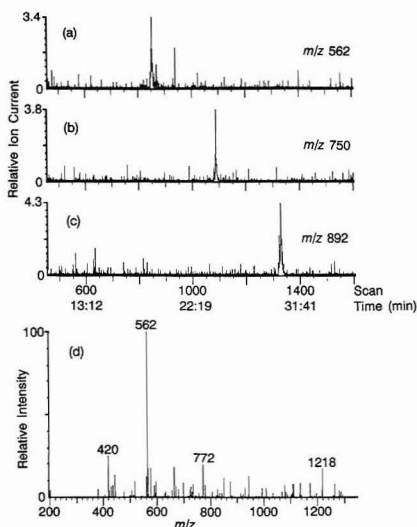 3.4
(a)
m/z 562
0
3.8
(b)
m/z 750
0
4.3
(c)
m/z 892
0
Relative Ion Current
600 1000 1400 Scan
13:12 22:19 31:41 Time (min)
100
(d)
562
420
772
1218
0
Relative Intensity
200 400 600 800 1000 1200
m/z